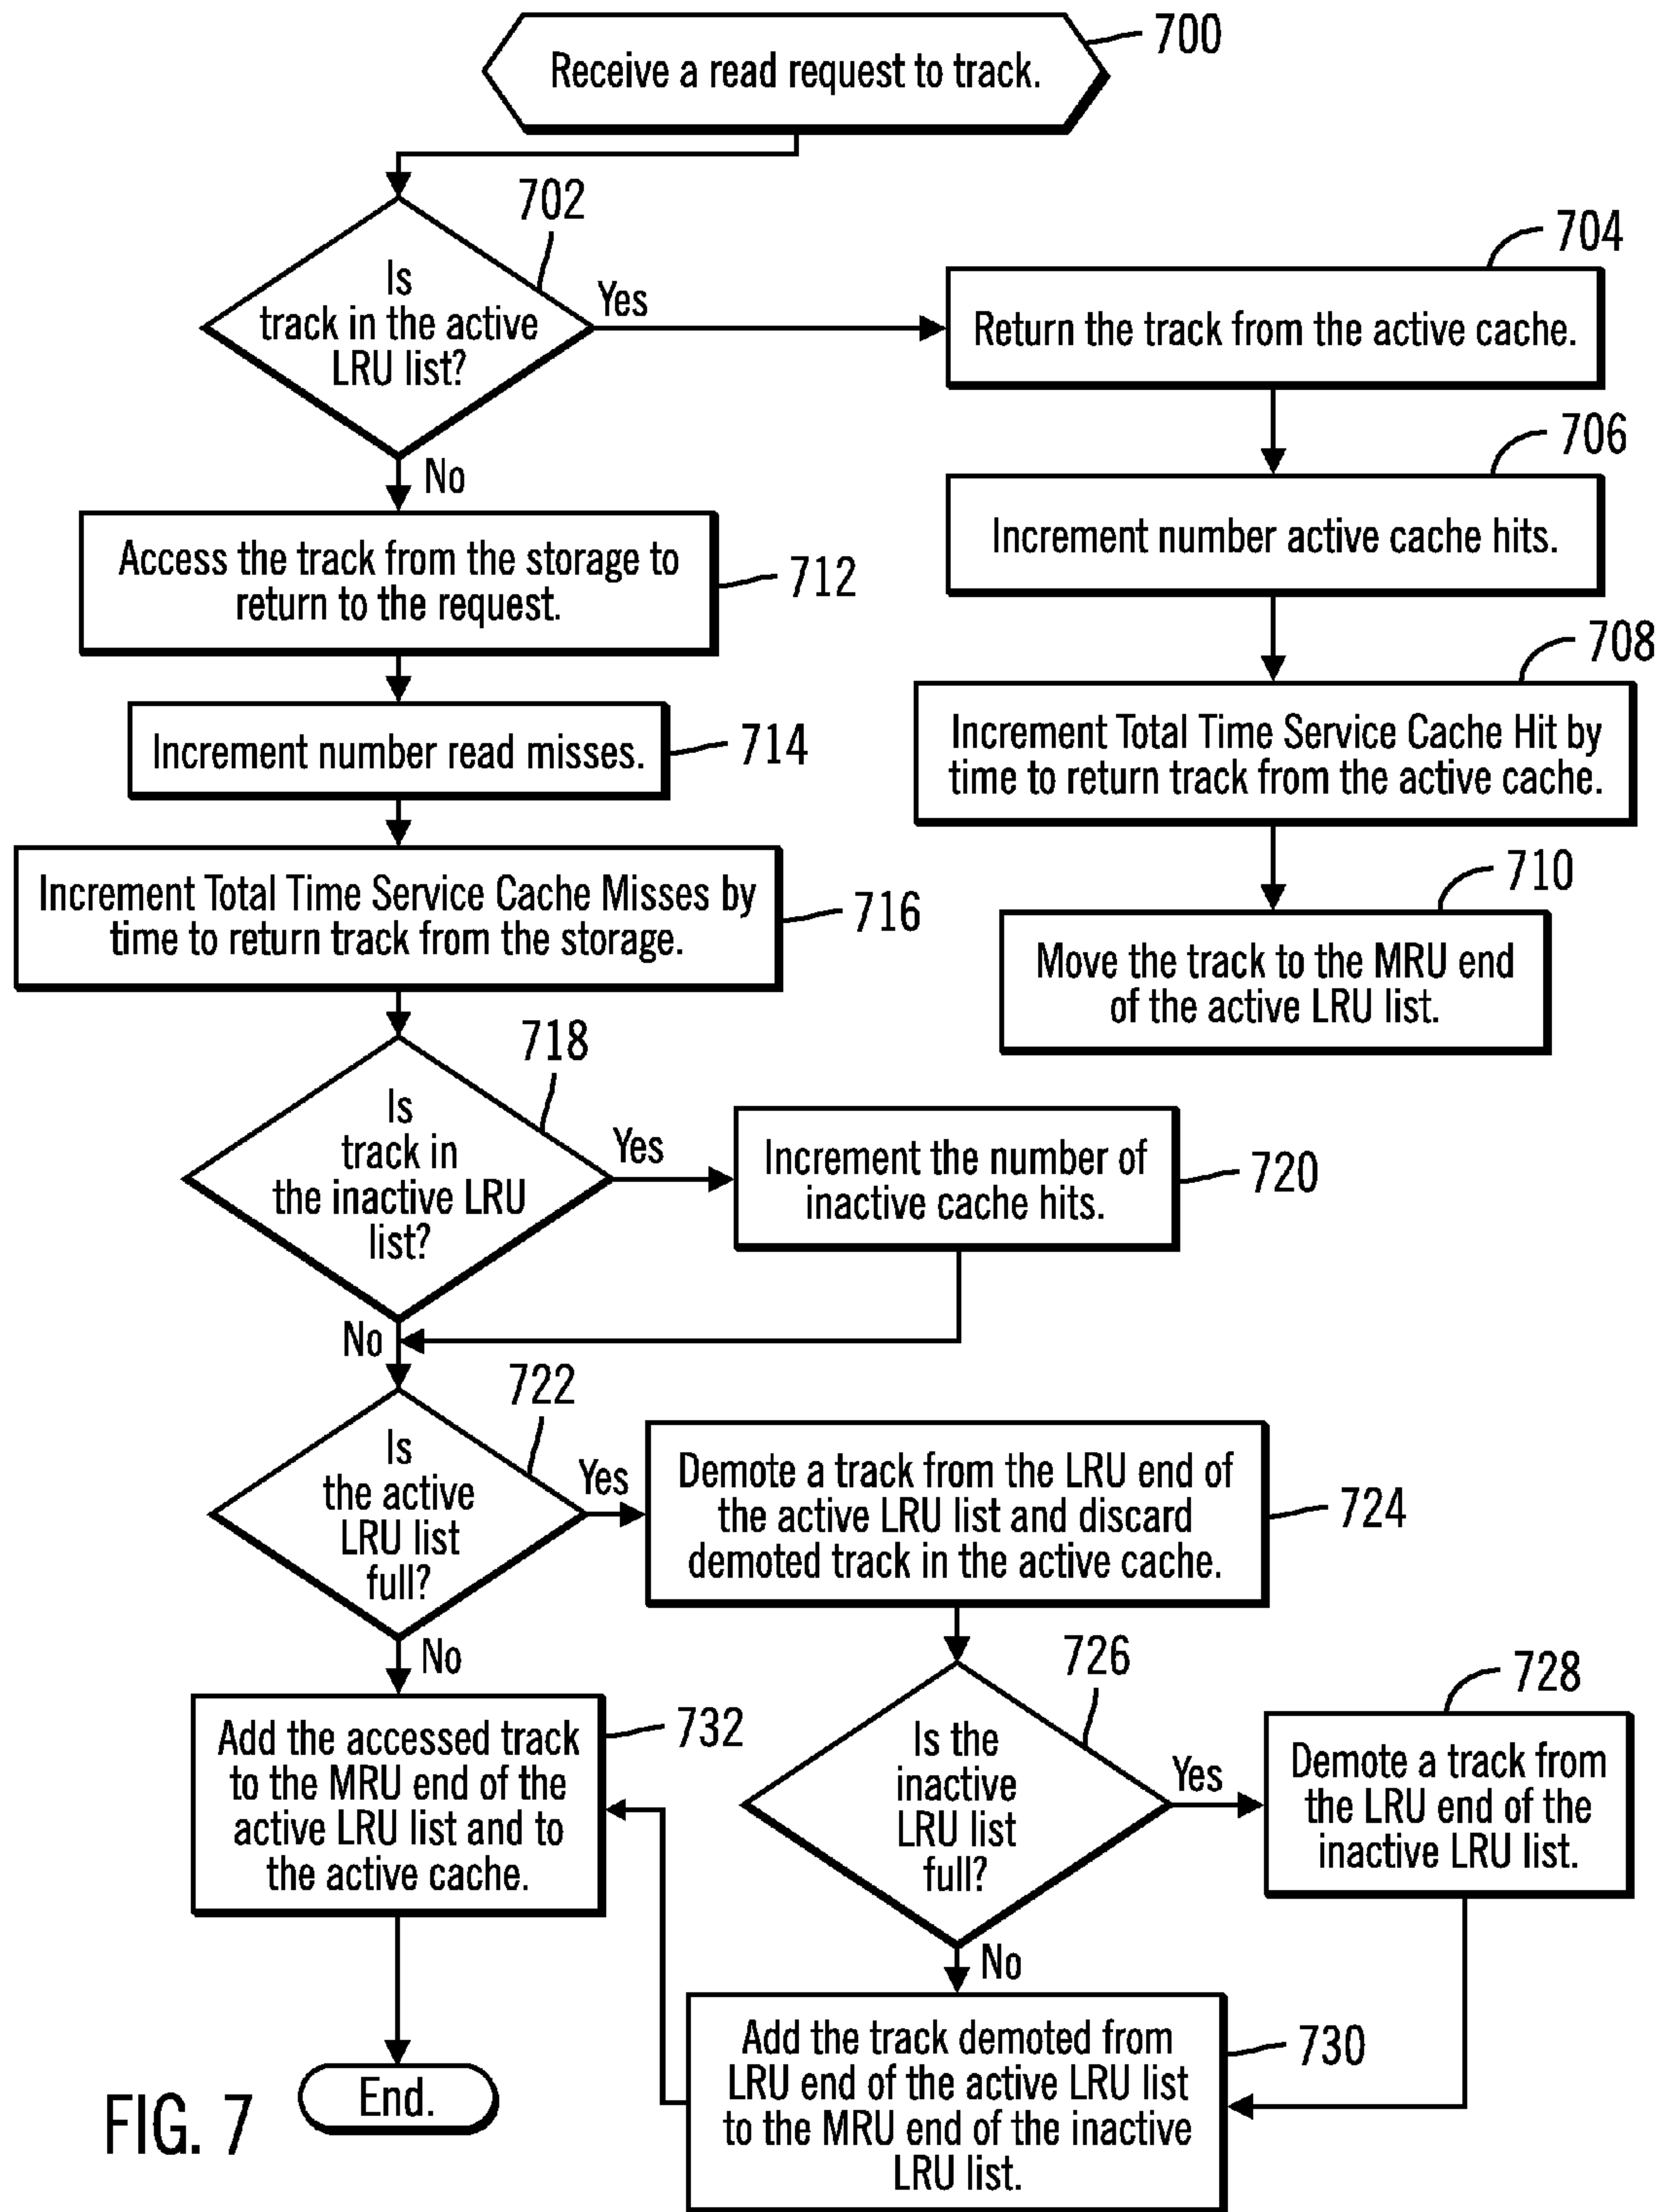 700
Receive a read request to track.
702
Is
track in the active
LRU list?
Yes
No
704
Return the track from the active cache.
706
Increment number active cache hits.
708
Increment Total Time Service Cache Hit by
time to return track from the active cache.
710
Move the track to the MRU end
of the active LRU list.
Access the track from the storage to
return to the request.
712
Increment number read misses.
714
Increment Total Time Service Cache Misses by
time to return track from the storage.
716
718
Is
track in
the inactive LRU
list?
Yes
No
Increment the number of
inactive cache hits.
720
722
Is
the active
LRU list
full?
Yes
No
Demote a track from the LRU end of
the active LRU list and discard
demoted track in the active cache.
724
726
Is the
inactive
LRU list
full?
Yes
No
728
Demote a track from
the LRU end of the
inactive LRU list.
Add the accessed track
to the MRU end of the
active LRU list and to
the active cache.
732
Add the track demoted from
LRU end of the active LRU list
to the MRU end of the inactive
LRU list.
730
End.
FIG. 7